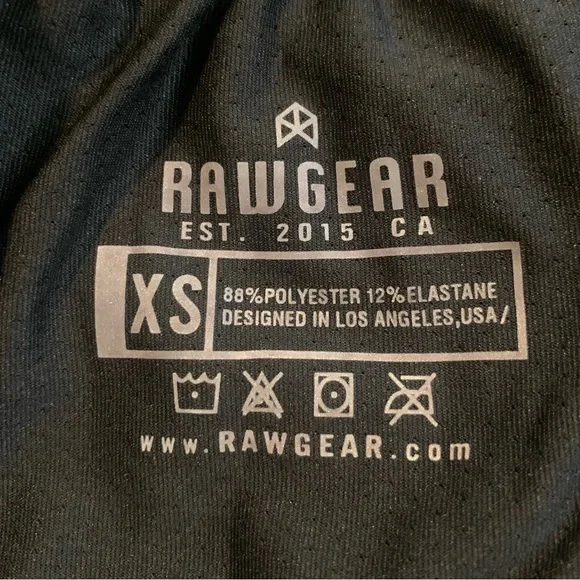 RAWGEAR
EST. 2015 CA
XS
88%POLYESTER 12%ELASTANE
DESIGNED IN LOS ANGELES,USA/
www.RAWGEAR.com